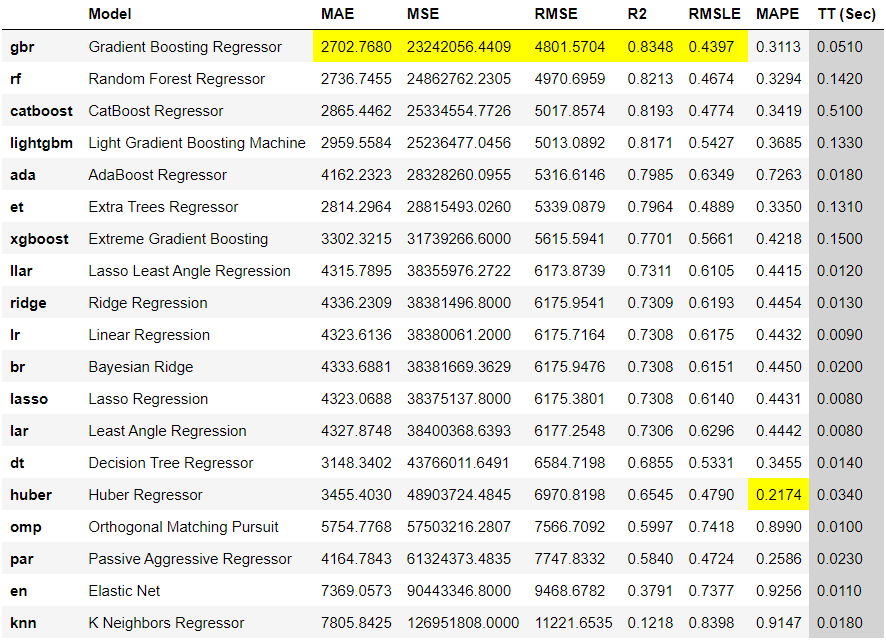 Model MAE MSE RMSE R2 RMSLE MAPE TT (Sec)
gbr Gradient Boosting Regressor 2702.7680 23242056.4409 4801.5704 0.8348 0.4397 0.3113 0.0510
rf Random Forest Regressor 2736.7455 24862762.2305 4970.6959 0.8213 0.4674 0.3294 0.1420
catboost CatBoost Regressor 2865.4462 25334554.7726 5017.8574 0.8193 0.4774 0.3419 0.5100
lightgbm Light Gradient Boosting Machine 2959.5584 25236477.0456 5013.0892 0.8171 0.5427 0.3685 0.1330
ada AdaBoost Regressor 4162.2323 28328260.0955 5316.6146 0.7985 0.6349 0.7263 0.0180
et Extra Trees Regressor 2814.2964 28815493.0260 5339.0879 0.7964 0.4889 0.3350 0.1310
xgboost Extreme Gradient Boosting 3302.3215 31739266.6000 5615.5941 0.7701 0.5661 0.4218 0.1500
llar Lasso Least Angle Regression 4315.7895 38355976.2722 6173.8739 0.7311 0.6105 0.4415 0.0120
ridge Ridge Regression 4336.2309 38381496.8000 6175.9541 0.7309 0.6193 0.4454 0.0130
lr Linear Regression 4323.6136 38380061.2000 6175.7164 0.7308 0.6175 0.4432 0.0090
br Bayesian Ridge 4333.6881 38381669.3629 6175.9476 0.7308 0.6151 0.4450 0.0200
lasso Lasso Regression 4323.0688 38375137.8000 6175.3801 0.7308 0.6140 0.4431 0.0080
lar Least Angle Regression 4327.8748 38400368.6393 6177.2548 0.7306 0.6296 0.4442 0.0080
dt Decision Tree Regressor 3148.3402 43766011.6491 6584.7198 0.6855 0.5331 0.3455 0.0140
huber Huber Regressor 3455.4030 48903724.4845 6970.8198 0.6545 0.4790 0.2174 0.0340
omp Orthogonal Matching Pursuit 5754.7768 57503216.2807 7566.7092 0.5997 0.7418 0.8990 0.0100
par Passive Aggressive Regressor 4164.7843 61324373.4835 7747.8332 0.5840 0.4724 0.2586 0.0230
en Elastic Net 7369.0573 90443346.8000 9468.6782 0.3791 0.7377 0.9256 0.0110
knn K Neighbors Regressor 7805.8425 126951808.0000 11221.6535 0.1218 0.8398 0.9147 0.0180